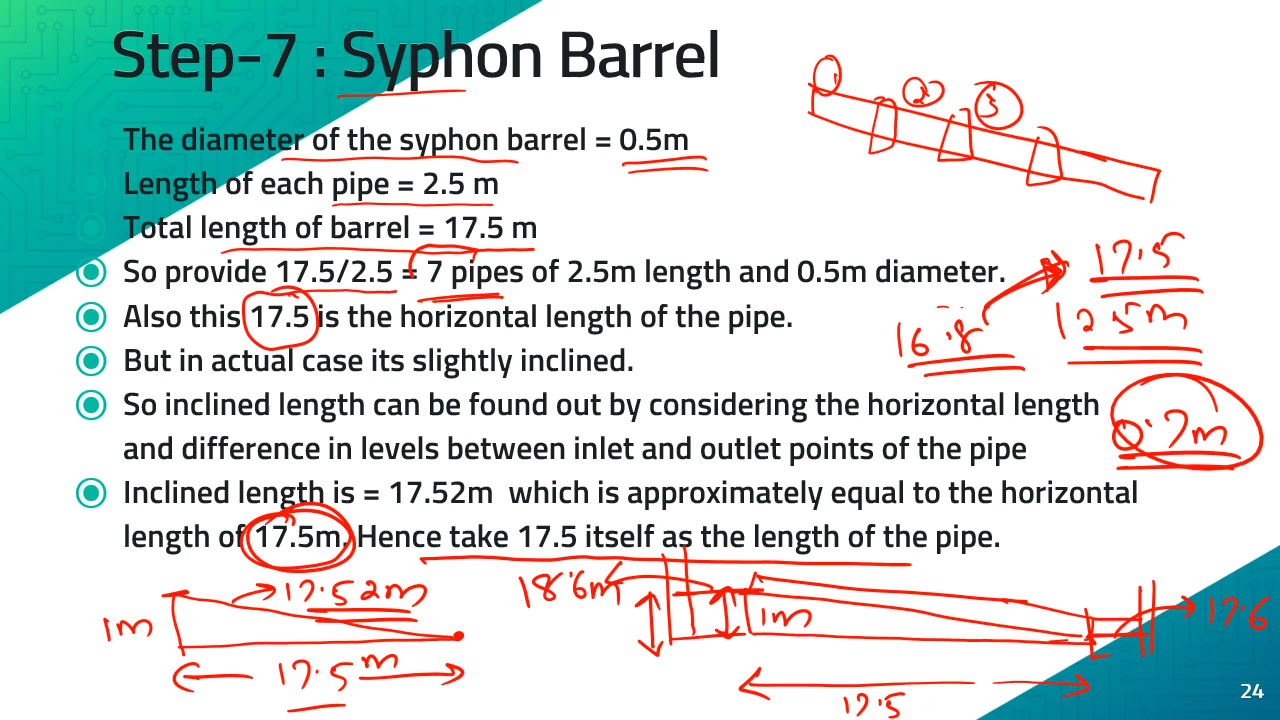 Step-7 : Syphon Barrel
The diameter of the syphon barrel = 0.5m
Length of each pipe = 2.5 m
Total length of barrel = 17.5 m
So provide 17.5/2.5 = 7 pipes of 2.5m length and 0.5m diameter.
Also this 17.5 is the horizontal length of the pipe.
But in actual case its slightly inclined.
So inclined length can be found out by considering the horizontal length
and difference in levels between inlet and outlet points of the pipe
Inclined length is = 17.52m which is approximately equal to the horizontal
length of 17.5m. Hence take 17.5 itself as the length of the pipe.
1
2
3
17.5
16.8
125m
0.7m
17.52m
1m
17.5m
18.6m
1m
17.6
17.5
24